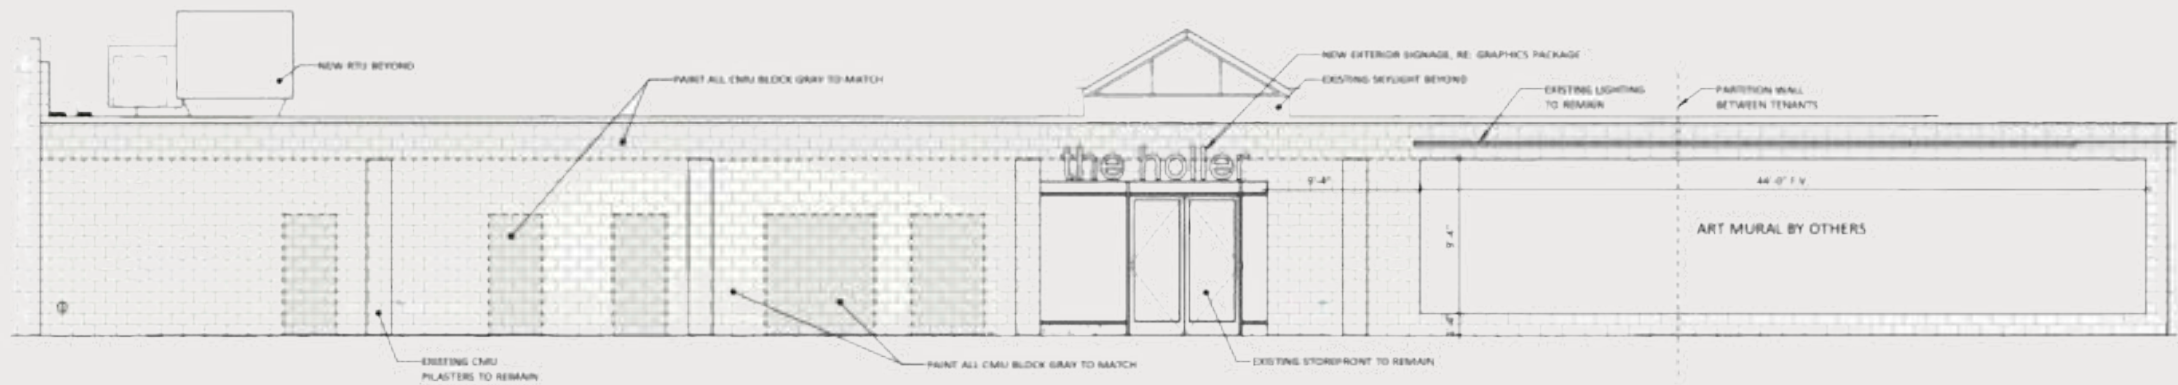 NEW RTU BEYOND
PAINT ALL CMU BLOCK GRAY TO MATCH
NEW EXTERIOR SIGNAGE, RE: GRAPHICS PACKAGE
EXISTING SKYLIGHT BEYOND
EXISTING LIGHTING
TO REMAIN
PARTITION WALL
BETWEEN TENANTS
the holler
9'-4"
44'-0" F.V.
ART MURAL BY OTHERS
9'-4"
EXISTING CMU
PILASTERS TO REMAIN
PAINT ALL CMU BLOCK GRAY TO MATCH
EXISTING STOREFRONT TO REMAIN